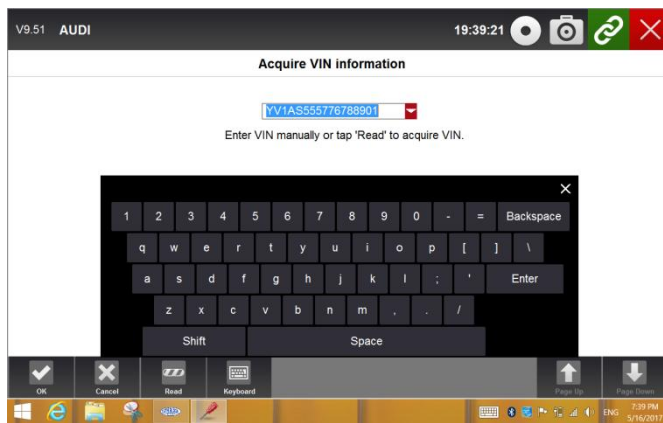 V9.51 AUDI 19:39:21
Acquire VIN information
YV1AS555776788901
Enter VIN manually or tap 'Read' to acquire VIN.
1 2 3 4 5 6 7 8 9 0 - = Backspace
q w e r t y u i o p [ ] \
a s d f g h j k l ; ' Enter
z x c v b n m , . /
Shift Space
OK Cancel Read Keyboard Page Up Page Down
ENG 7:39 PM
5/16/2017